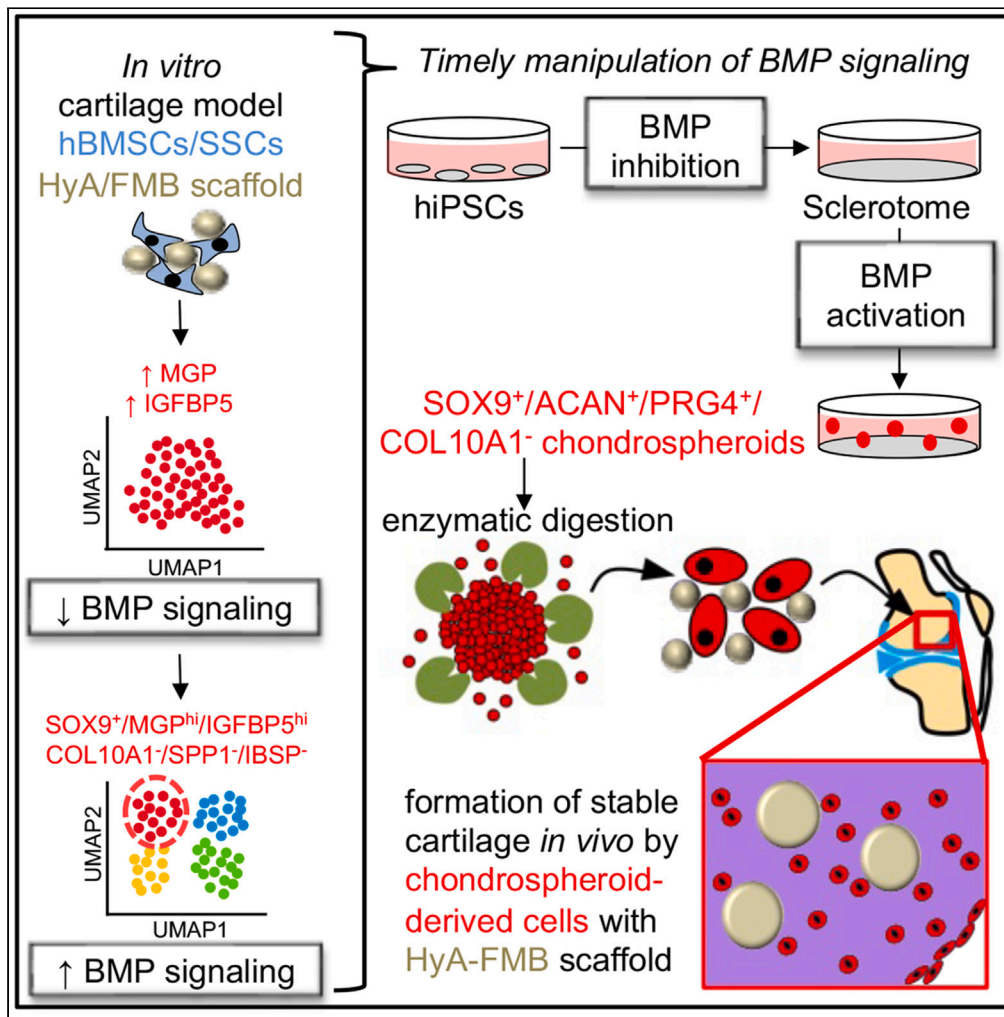 In vitro
cartilage model
hBMSCs/SSCs
HyA/FMB scaffold
↑ MGP
↑ IGFBP5
UMAP2
UMAP1
↓ BMP signaling
SOX9⁺/MGPʰⁱ/IGFBP5ʰⁱ
COL10A1⁻/SPP1⁻/IBSP⁻
UMAP2
UMAP1
↑ BMP signaling
Timely manipulation of BMP signaling
hiPSCs
BMP
inhibition
Sclerotome
BMP
activation
SOX9⁺/ACAN⁺/PRG4⁺/
COL10A1⁻ chondrospheroids
enzymatic digestion
formation of stable
cartilage in vivo by
chondrospheroid-
derived cells with
HyA-FMB scaffold